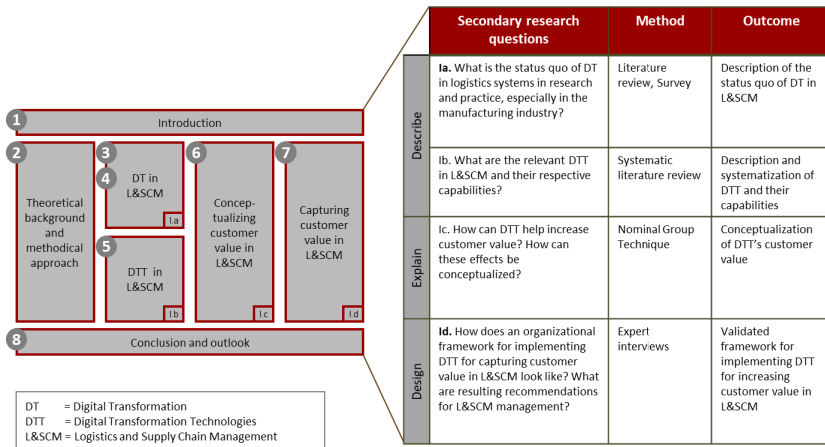 1
Introduction
2
Theoretical
background
and
methodical
approach
3
4
DT in
L&SCM
I.a
5
DTT in
L&SCM
I.b
6
Concep-
tualizing
customer
value in
L&SCM
I.c
7
Capturing
customer
value in
L&SCM
I.d
8
Conclusion and outlook
DT = Digital Transformation
DTT = Digital Transformation Technologies
L&SCM = Logistics and Supply Chain Management
Secondary research
questions
Method
Outcome
Describe
Ia. What is the status quo of DT
in logistics systems in research
and practice, especially in the
manufacturing industry?
Literature
review, Survey
Description of the
status quo of DT in
L&SCM
Ib. What are the relevant DTT
in L&SCM and their respective
capabilities?
Systematic
literature review
Description and
systematization of
DTT and their
capabilities
Explain
Ic. How can DTT help increase
customer value? How can
these effects be
conceptualized?
Nominal Group
Technique
Conceptualization
of DTT's customer
value
Design
Id. How does an organizational
framework for implementing
DTT for capturing customer
value in L&SCM look like? What
are resulting recommendations
for L&SCM management?
Expert
interviews
Validated
framework for
implementing DTT
for increasing
customer value in
L&SCM